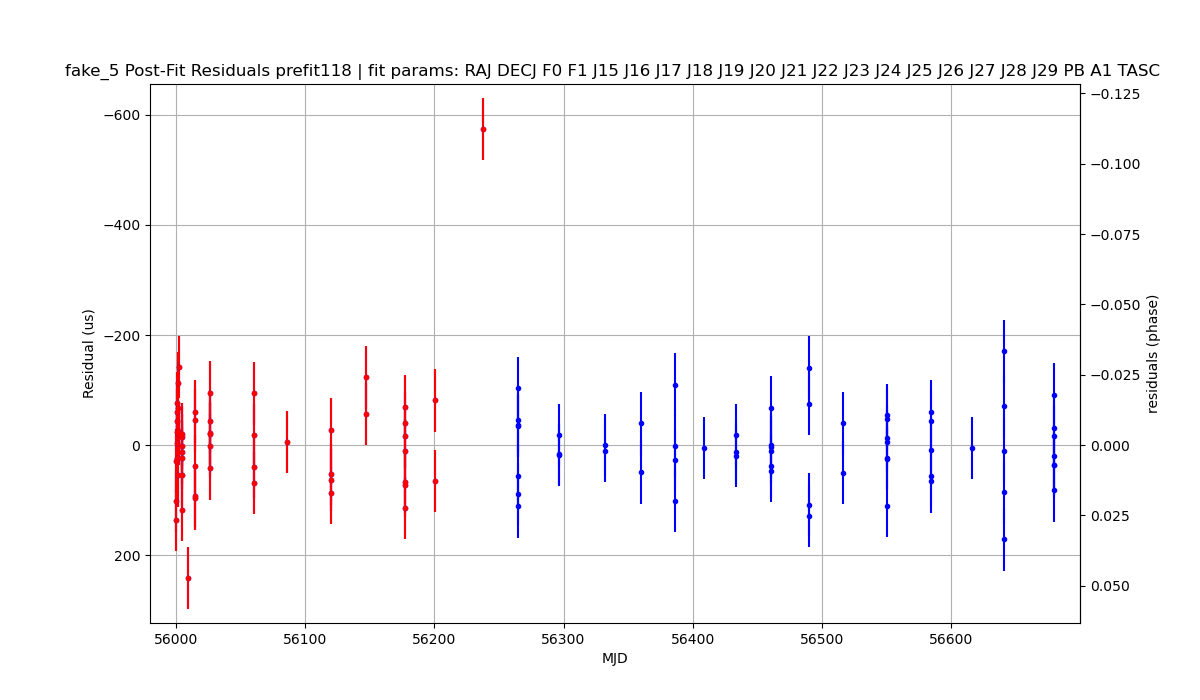 fake_5 Post-Fit Residuals prefit118 | fit params: RAJ DECJ F0 F1 J15 J16 J17 J18 J19 J20 J21 J22 J23 J24 J25 J26 J27 J28 J29 PB A1 TASC
−600
−400
−200
0
200
Residual (us)
−0.125
−0.100
−0.075
−0.050
−0.025
0.000
0.025
0.050
residuals (phase)
56000 56100 56200 56300 56400 56500 56600
MJD